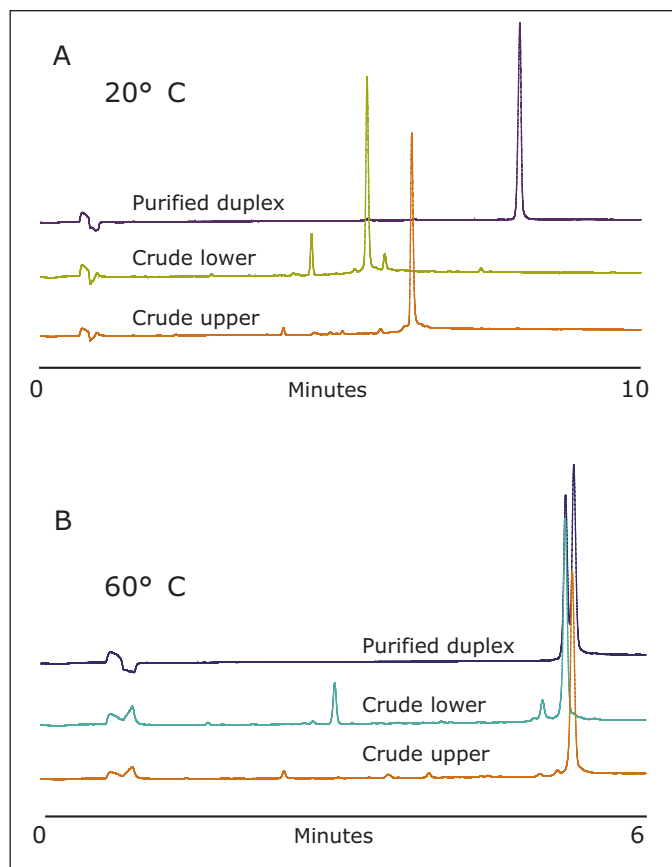 A
20° C
Purified duplex
Crude lower
Crude upper
0 Minutes 10
B
60° C
Purified duplex
Crude lower
Crude upper
0 Minutes 6